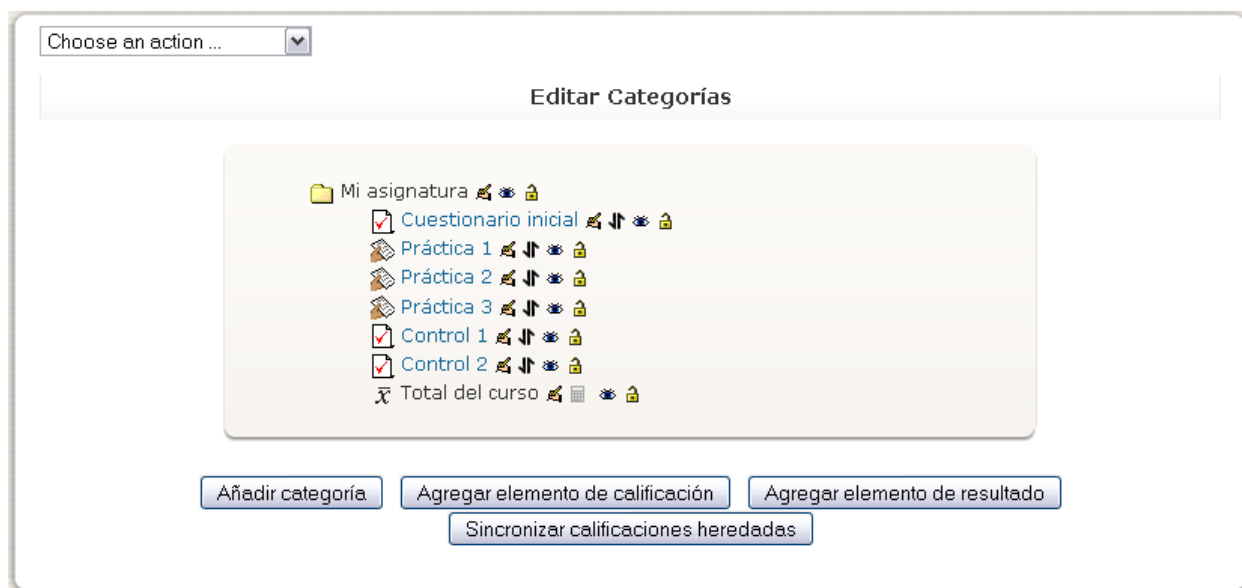 Choose an action ...
Editar Categorías
Mi asignatura
Cuestionario inicial
Práctica 1
Práctica 2
Práctica 3
Control 1
Control 2
x̄ Total del curso
Añadir categoría Agregar elemento de calificación Agregar elemento de resultado
Sincronizar calificaciones heredadas